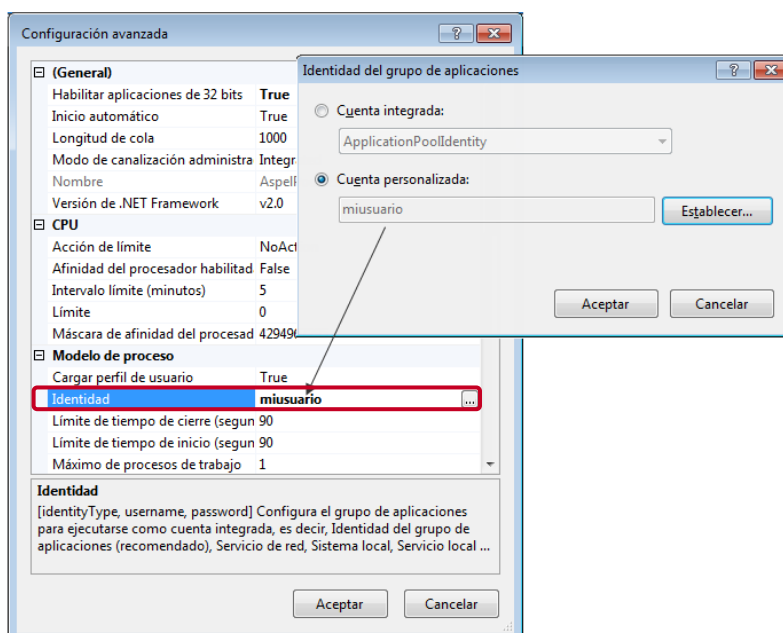 Configuración avanzada
(General)
Habilitar aplicaciones de 32 bits True
Inicio automático True
Longitud de cola 1000
Modo de canalización administra Integr
Nombre Aspel
Versión de .NET Framework v2.0
CPU
Acción de límite NoAct
Afinidad del procesador habilitad False
Intervalo límite (minutos) 5
Límite 0
Máscara de afinidad del procesad 42949
Modelo de proceso
Cargar perfil de usuario True
Identidad miusuario ...
Límite de tiempo de cierre (segun 90
Límite de tiempo de inicio (segun 90
Máximo de procesos de trabajo 1
Identidad
[identityType, username, password] Configura el grupo de aplicaciones
para ejecutarse como cuenta integrada, es decir, Identidad del grupo de
aplicaciones (recomendado), Servicio de red, Sistema local, Servicio local ...
Aceptar Cancelar
Identidad del grupo de aplicaciones
Cuenta integrada:
ApplicationPoolIdentity
Cuenta personalizada:
miusuario Establecer...
Aceptar Cancelar